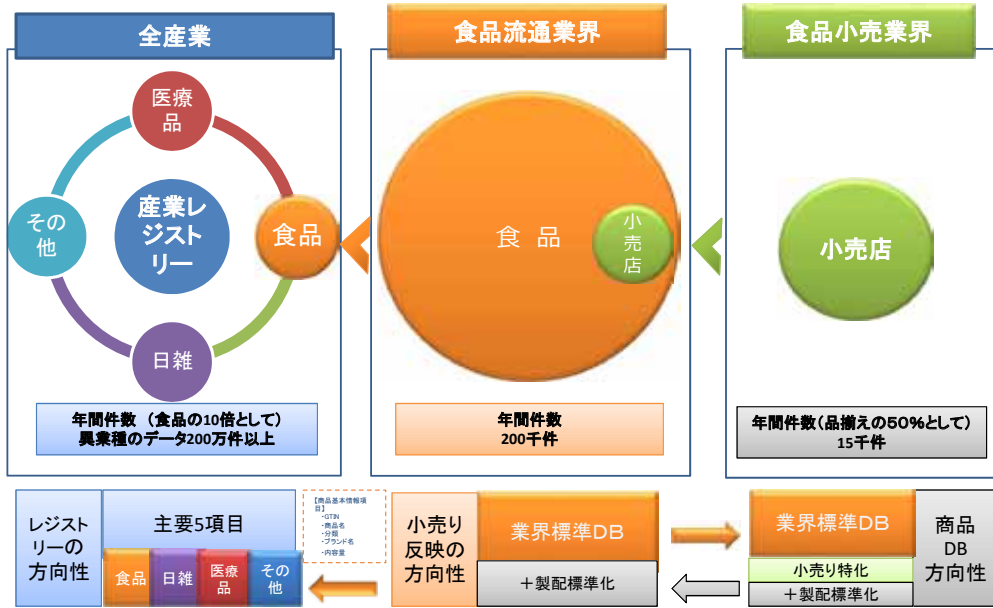 全産業
医療
品
その
他
産業レ
ジスト
リー
食品
日雑
年間件数 (食品の10倍として)
異業種のデータ200万件以上
食品流通業界
食 品
小
売
店
年間件数
200千件
食品小売業界
小売店
年間件数(品揃えの50%として)
15千件
レジスト
リーの
方向性
主要5項目
食品
日雑
医療
品
その
他
【商品基本情報項
目】
・GTIN
・商品名
・分類
・ブランド名
・内容量
小売り
反映の
方向性
業界標準DB
+製配標準化
業界標準DB
小売り特化
+製配標準化
商品
DB
方向性